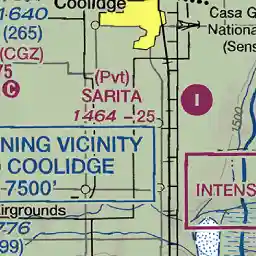 Coolidge
1640
(265)
(CGZ)
75
C
(Pvt)
SARITA
1464 - 25
Casa G
Nationa
(Sens
I
1500
NING VICINITY
COOLIDGE
7500'
INTENS
airgrounds
776
99)